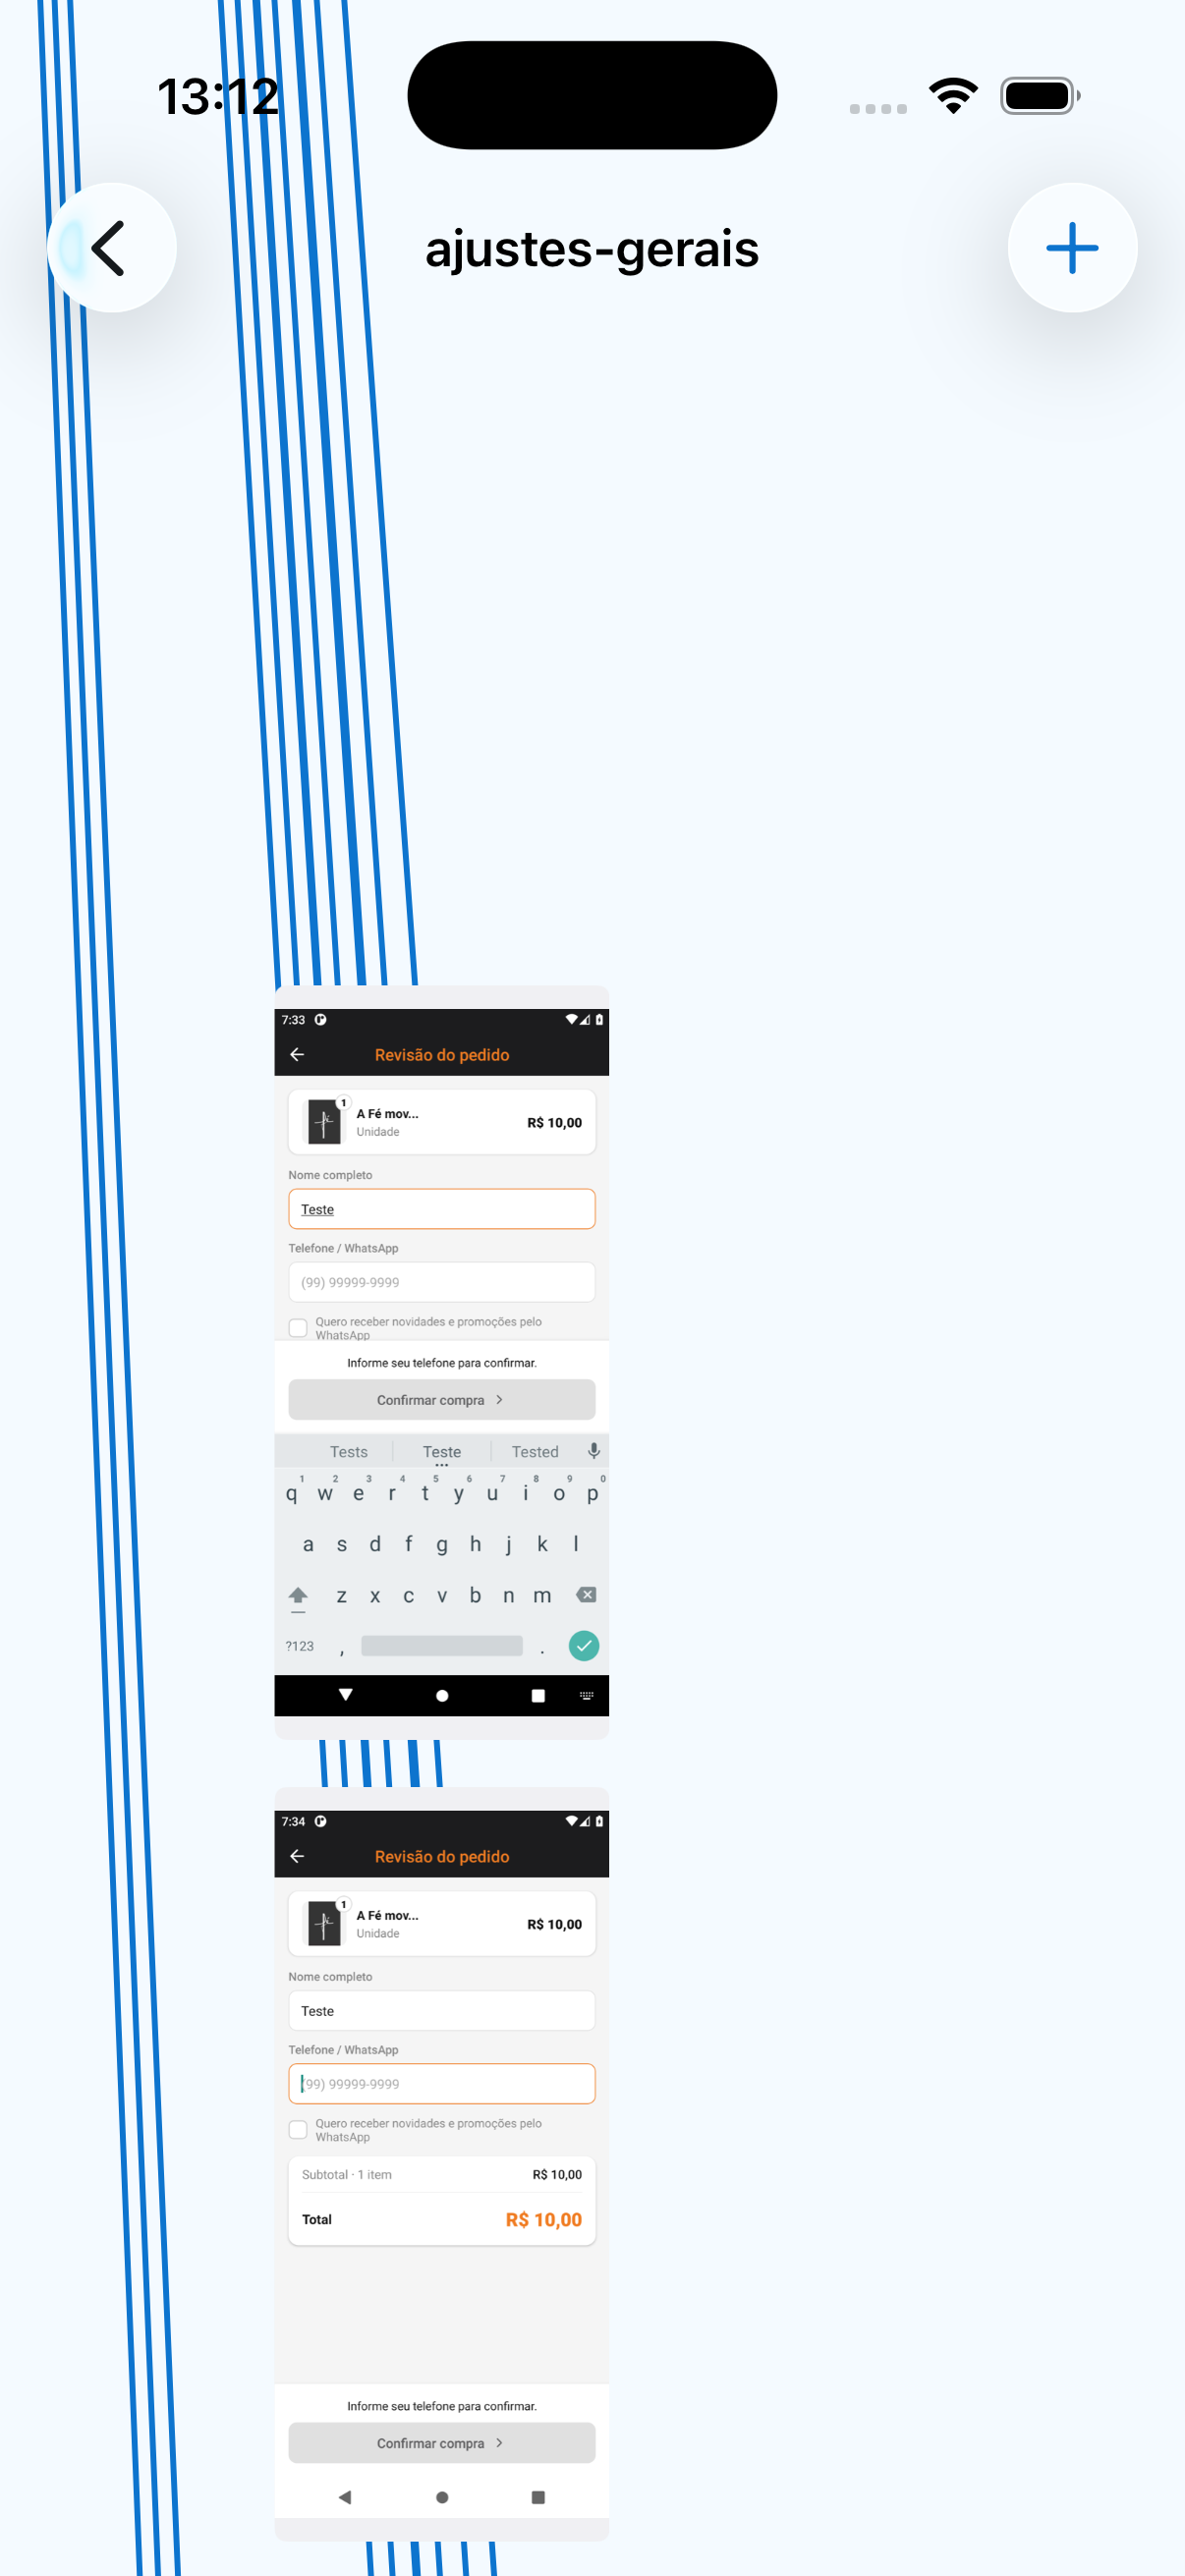 13:12
ajustes-gerais
7:33
Revisão do pedido
1
A Fé mov...
Unidade
R$ 10,00
Nome completo
Teste
Telefone / WhatsApp
(99) 99999-9999
Quero receber novidades e promoções pelo
WhatsApp
Informe seu telefone para confirmar.
Confirmar compra
Tests Teste Tested
1 2 3 4 5 6 7 8 9 0
q w e r t y u i o p
a s d f g h j k l
z x c v b n m
?123 , .
7:34
Revisão do pedido
1
A Fé mov...
Unidade
R$ 10,00
Nome completo
Teste
Telefone / WhatsApp
(99) 99999-9999
Quero receber novidades e promoções pelo
WhatsApp
Subtotal · 1 item R$ 10,00
Total R$ 10,00
Informe seu telefone para confirmar.
Confirmar compra